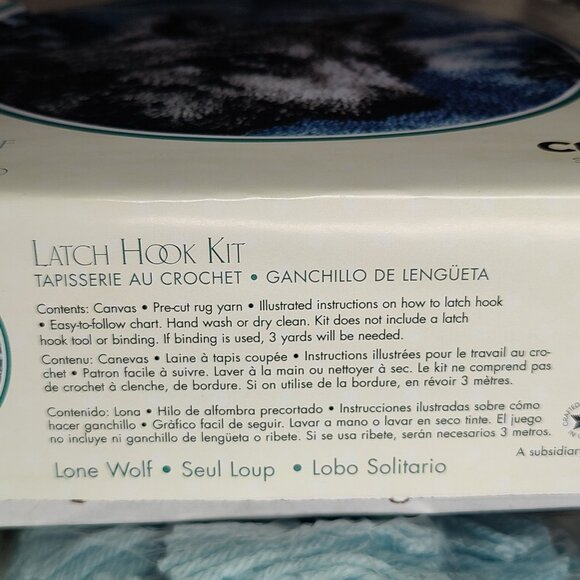 LATCH HOOK KIT
TAPISSERIE AU CROCHET • GANCHILLO DE LENGÜETA
Contents: Canvas • Pre-cut rug yarn • Illustrated instructions on how to latch hook
• Easy-to-follow chart. Hand wash or dry clean. Kit does not include a latch
hook tool or binding. If binding is used, 3 yards will be needed.
Contenu: Canevas • Laine à tapis coupée • Instructions illustrées pour le travail au cro-
chet • Patron facile à suivre. Laver à la main ou nettoyer à sec. Le kit ne comprend pas
de crochet à clenche, de bordure. Si on utilise de la bordure, en révoir 3 mètres.
Contenido: Lona • Hilo de alfombra precortado • Instrucciones ilustradas sobre cómo
hacer ganchillo • Gràfico facil de seguir. Lavar a mano o lavar en seco tinte. El juego
no incluye ni ganchillo de lengüeta o ribete. Si se usa ribete, serán necesarios 3 metros.
A subsidiar
Lone Wolf • Seul Loup • Lobo Solitario